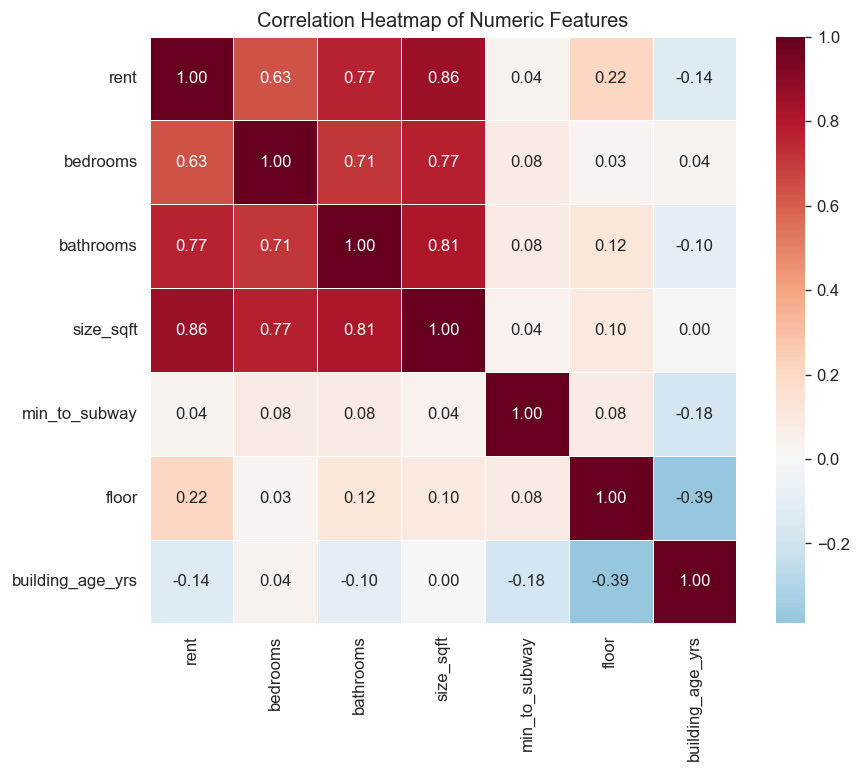 Correlation Heatmap of Numeric Features
rent 1.00 0.63 0.77 0.86 0.04 0.22 -0.14
bedrooms 0.63 1.00 0.71 0.77 0.08 0.03 0.04
bathrooms 0.77 0.71 1.00 0.81 0.08 0.12 -0.10
size_sqft 0.86 0.77 0.81 1.00 0.04 0.10 0.00
min_to_subway 0.04 0.08 0.08 0.04 1.00 0.08 -0.18
floor 0.22 0.03 0.12 0.10 0.08 1.00 -0.39
building_age_yrs -0.14 0.04 -0.10 0.00 -0.18 -0.39 1.00
rent
bedrooms
bathrooms
size_sqft
min_to_subway
floor
building_age_yrs
1.0
0.8
0.6
0.4
0.2
0.0
−0.2